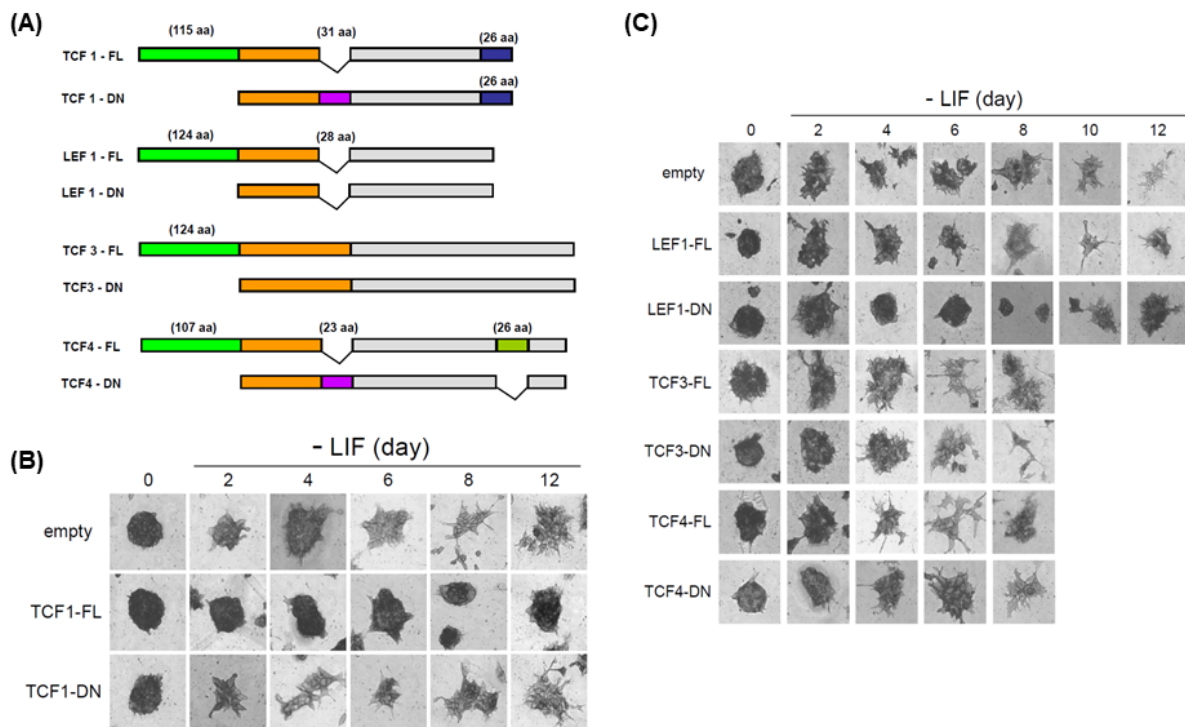 (A)
(115 aa) (31 aa) (26 aa)
TCF 1 - FL
(26 aa)
TCF 1 - DN
(124 aa) (28 aa)
LEF 1 - FL
LEF 1 - DN
(124 aa)
TCF 3 - FL
TCF3 - DN
(107 aa) (23 aa) (26 aa)
TCF4 - FL
TCF4 - DN
(B)
- LIF (day)
0 2 4 6 8 12
empty
TCF1-FL
TCF1-DN
(C)
- LIF (day)
0 2 4 6 8 10 12
empty
LEF1-FL
LEF1-DN
TCF3-FL
TCF3-DN
TCF4-FL
TCF4-DN